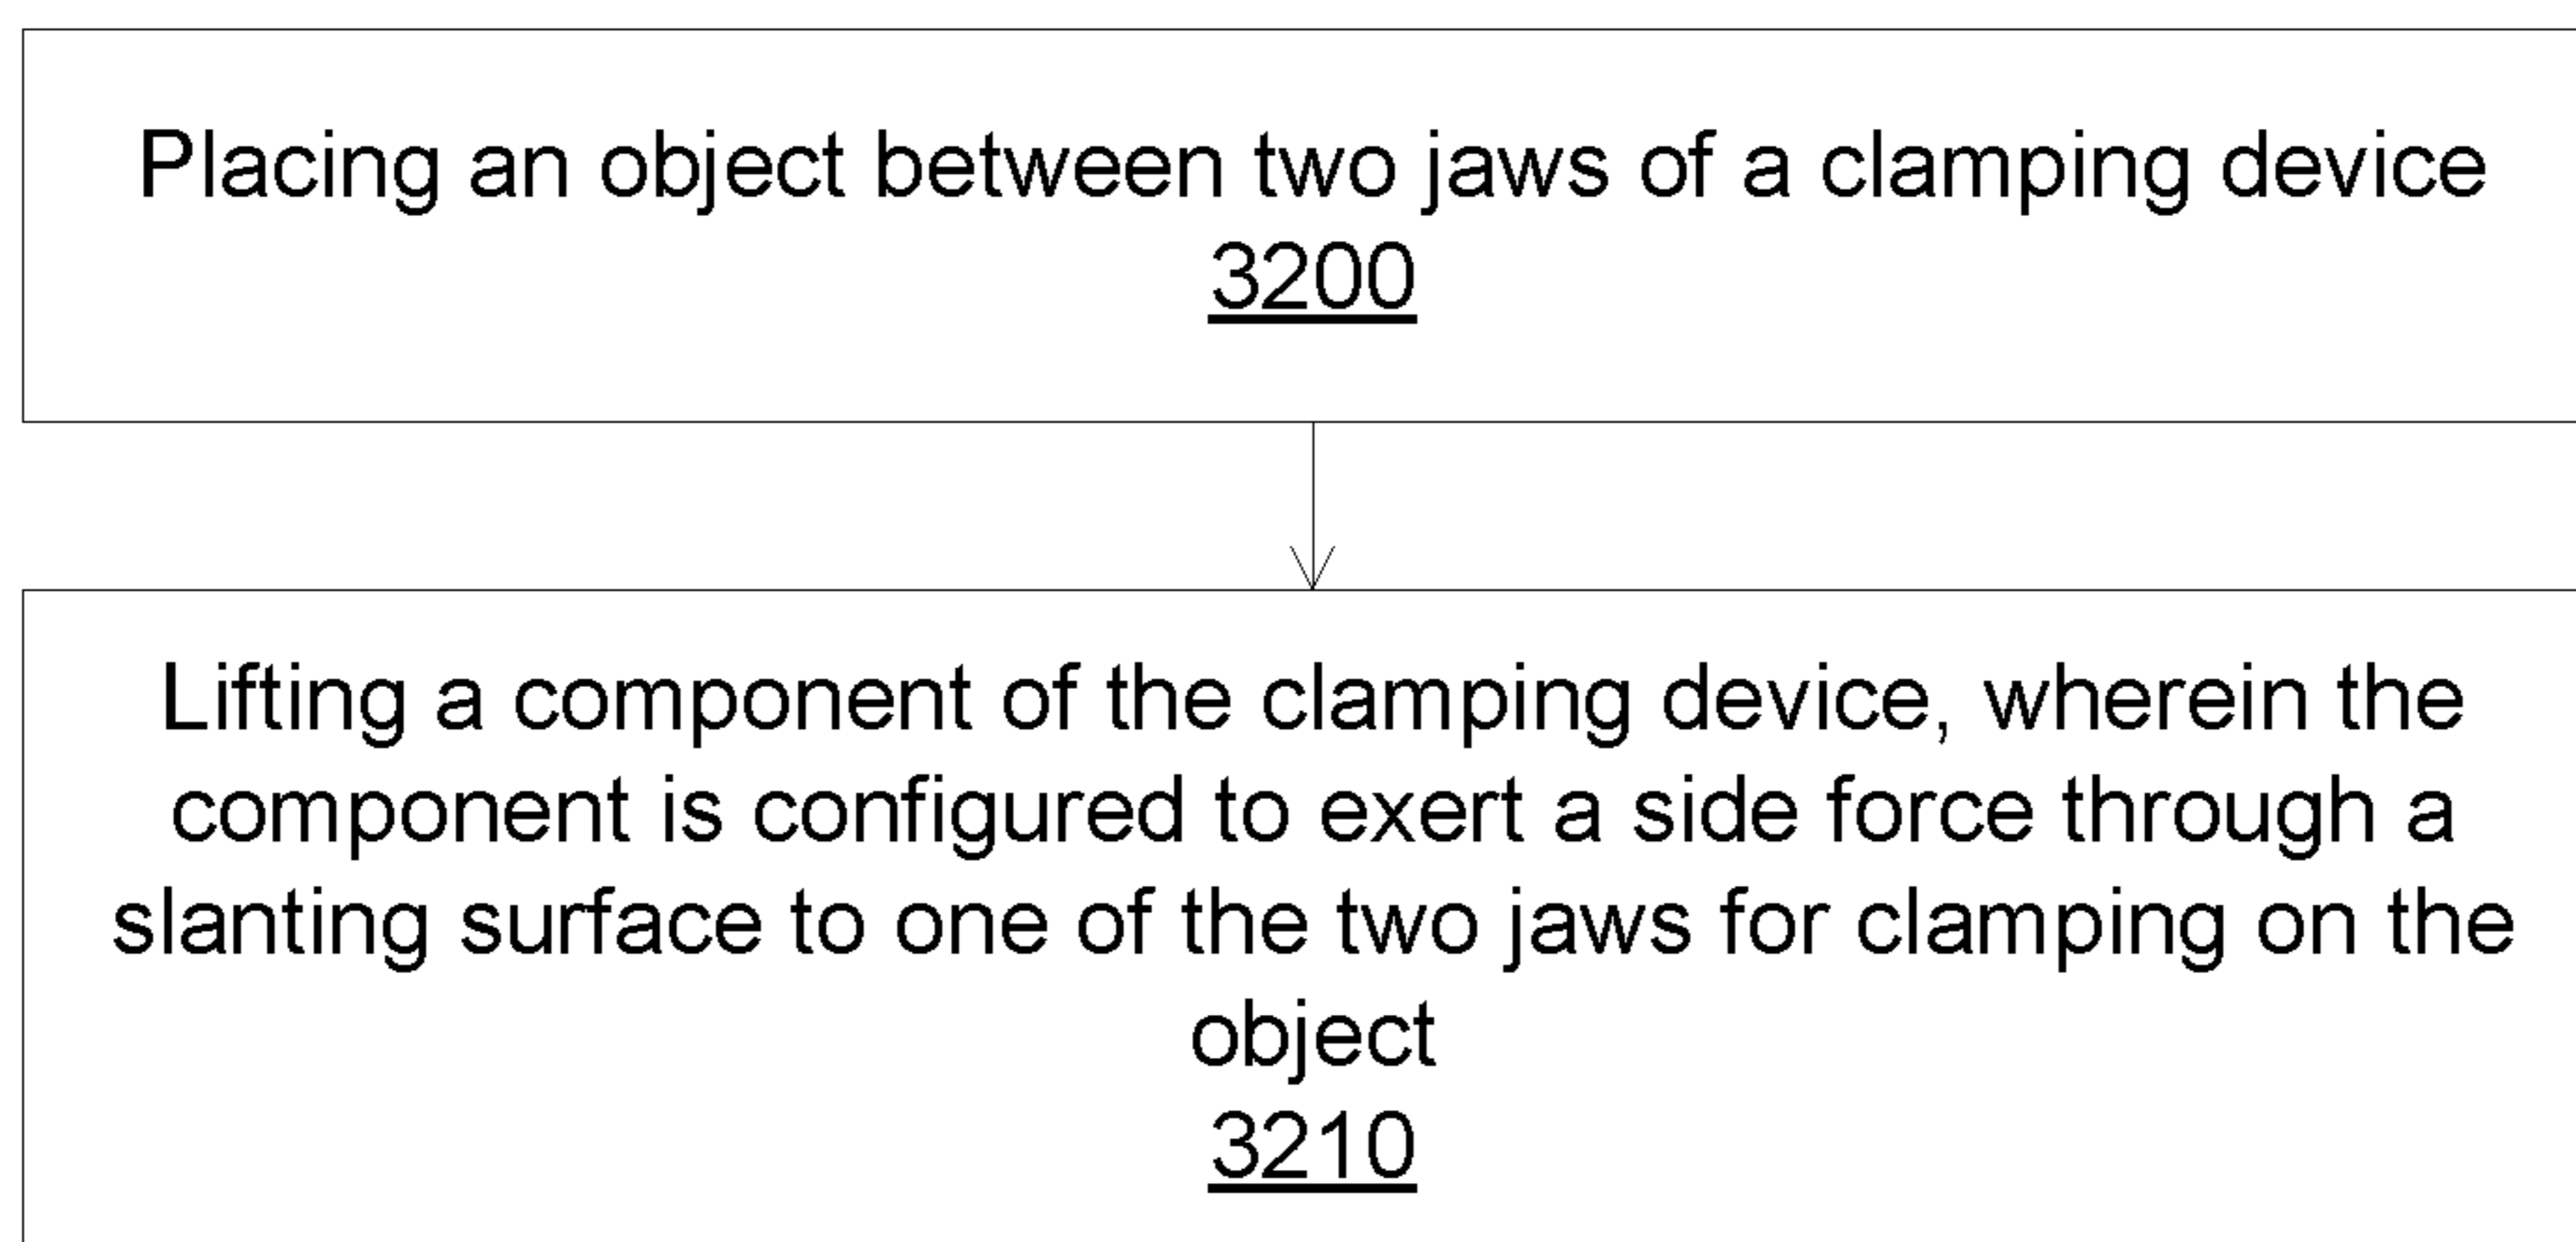 Placing an object between two jaws of a clamping device
3200
Lifting a component of the clamping device, wherein the
component is configured to exert a side force through a
slanting surface to one of the two jaws for clamping on the
object
3210